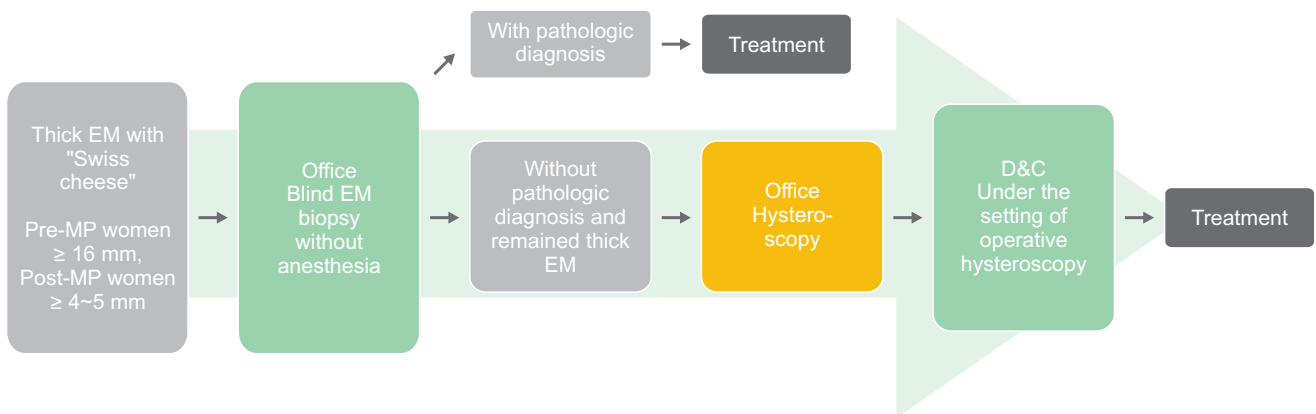 Thick EM with
"Swiss
cheese"
Pre-MP women
≥ 16 mm,
Post-MP women
≥ 4~5 mm
Office
Blind EM
biopsy
without
anesthesia
With pathologic
diagnosis
Treatment
Without
pathologic
diagnosis and
remained thick
EM
Office
Hystero-
scopy
D&C
Under the
setting of
operative
hysteroscopy
Treatment